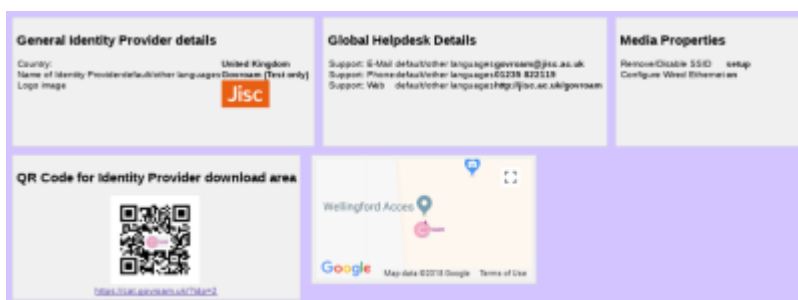 General Identity Provider details
Country: United Kingdom
Name of Identity Provider default/other languages Govroam (Test only)
Logo image
Jisc
Global Helpdesk Details
Support: E-Mail default/other languages govroam@jisc.ac.uk
Support: Phone default/other languages 01235 822115
Support: Web default/other languages http://jisc.ac.uk/govroam
Media Properties
Remove/Disable SSID setup
Configure Wired Ethernet on
QR Code for Identity Provider download area
Wellingford Acces
Google Map data ©2018 Google Terms of Use